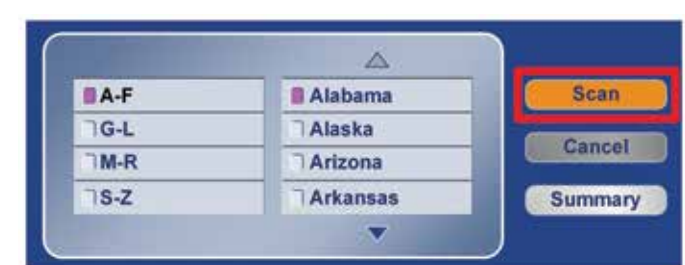 A-F
G-L
M-R
S-Z
Alabama
Alaska
Arizona
Arkansas
Scan
Cancel
Summary